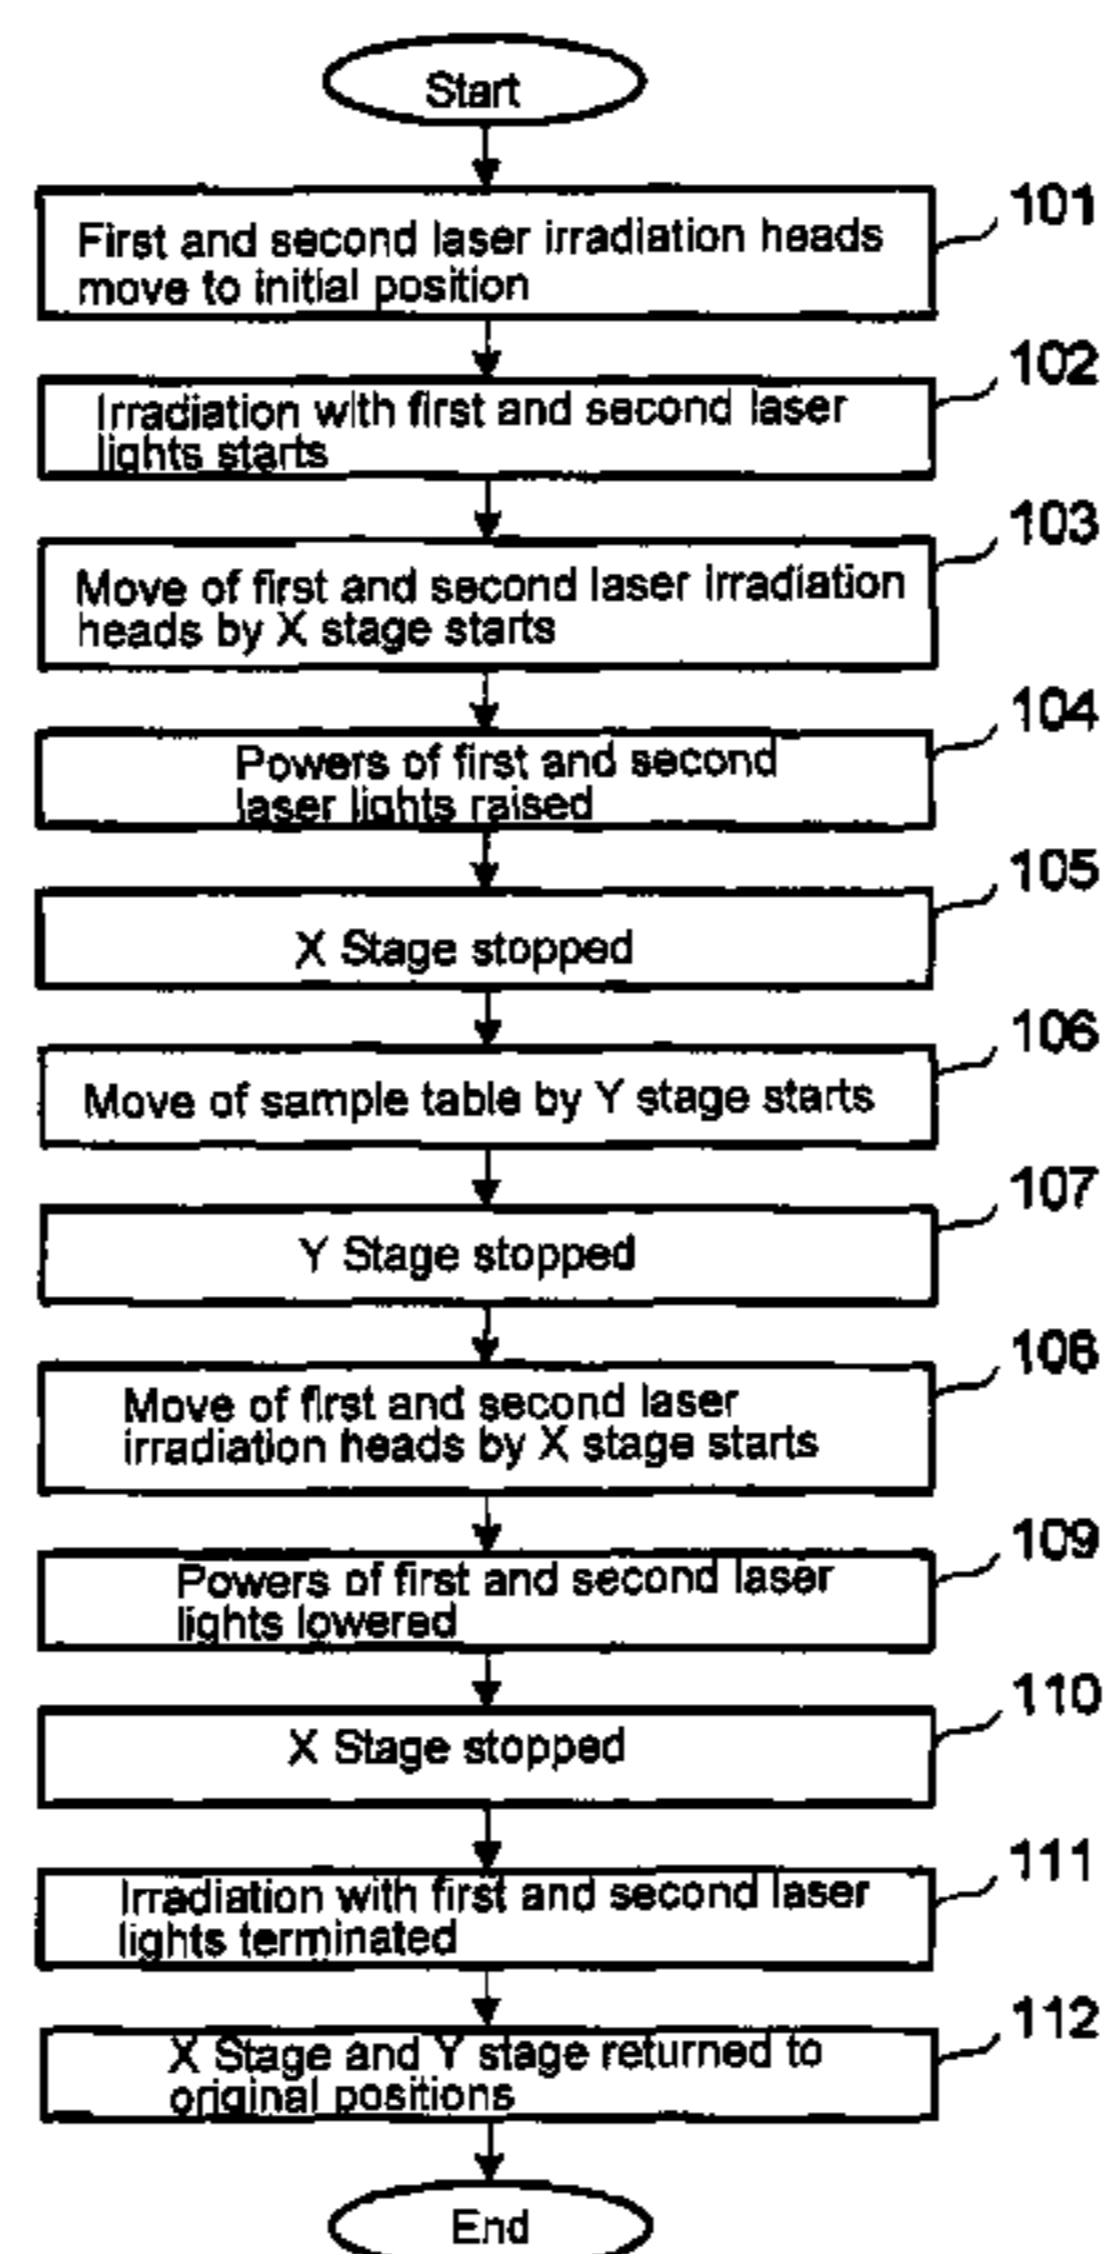 Start
101
First and second laser irradiation heads
move to initial position
102
Irradiation with first and second laser
lights starts
103
Move of first and second laser irradiation
heads by X stage starts
104
Powers of first and second
laser lights raised
105
X Stage stopped
106
Move of sample table by Y stage starts
107
Y Stage stopped
108
Move of first and second laser
irradiation heads by X stage starts
109
Powers of first and second laser
lights lowered
110
X Stage stopped
111
Irradiation with first and second laser
lights terminated
112
X Stage and Y stage returned to
original positions
End